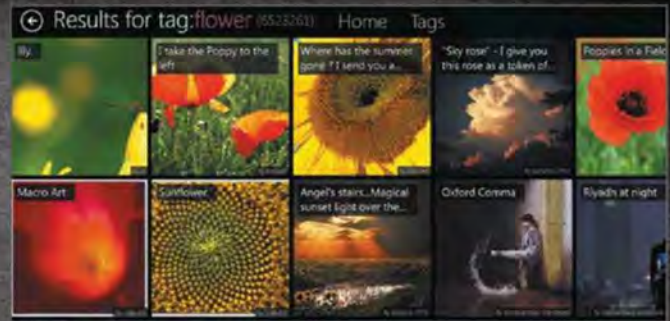 Results for tag:flower (6523261) Home Tags
lily.
I take the Poppy to the
left
Where has the summer
gone ? I send you a...
"Sky rose" - I give you
this rose as a token of...
Poppies in a Field
Macro Art
Sunflower
Angel's stairs...Magical
sunset light over the...
Oxford Comma
Riyadh at night